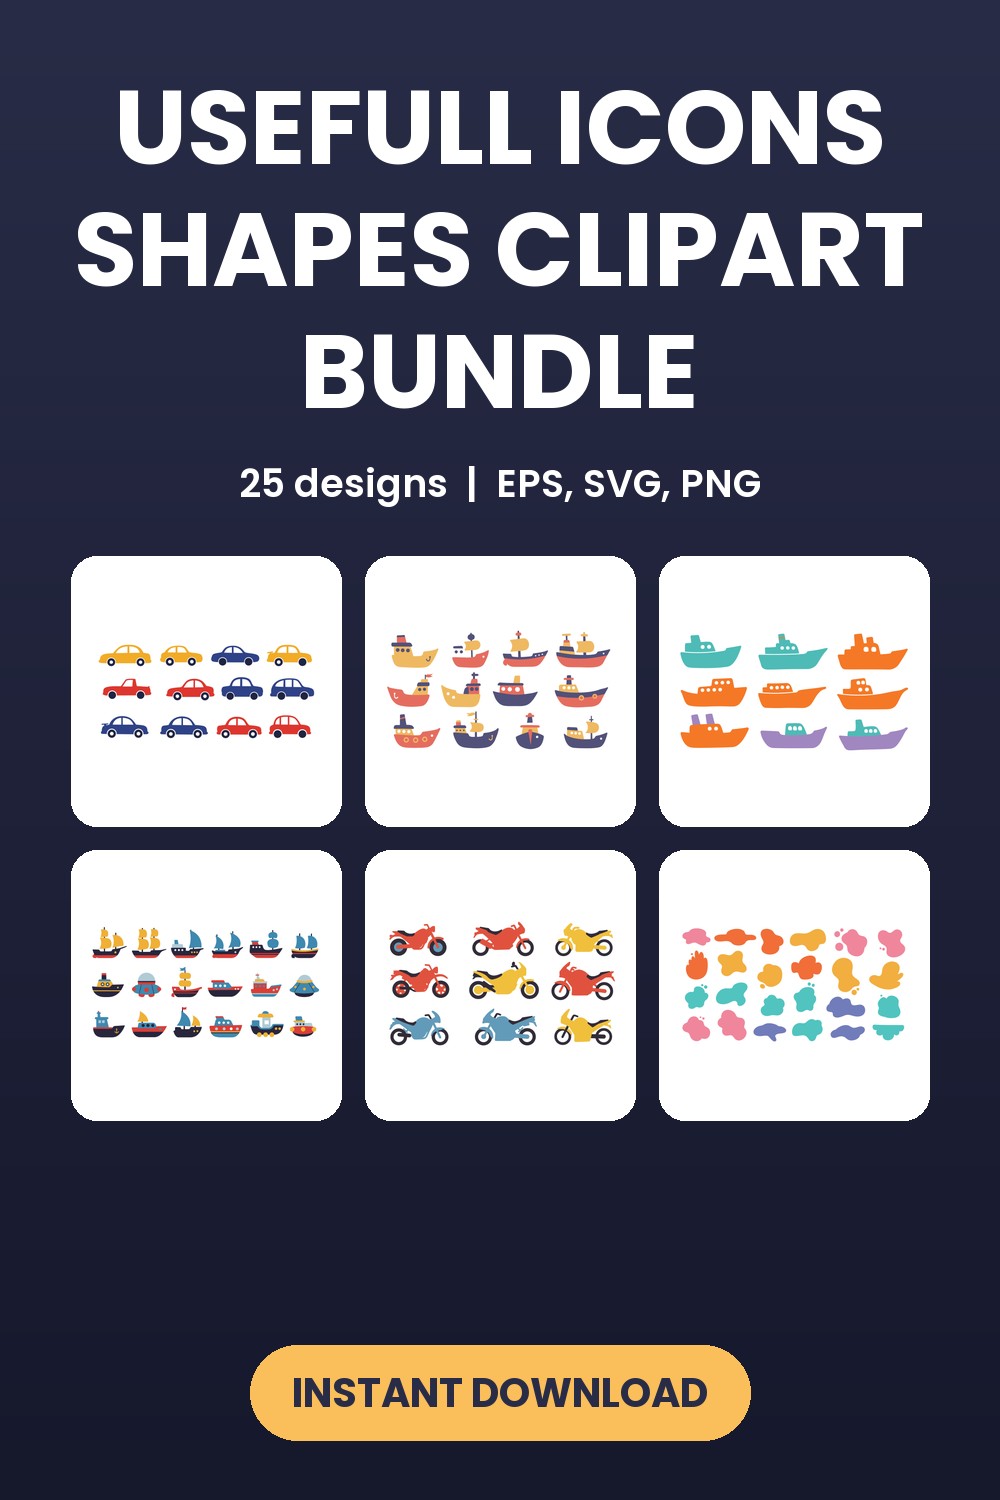 USEFULL ICONS
SHAPES CLIPART
BUNDLE
25 designs | EPS, SVG, PNG
INSTANT DOWNLOAD